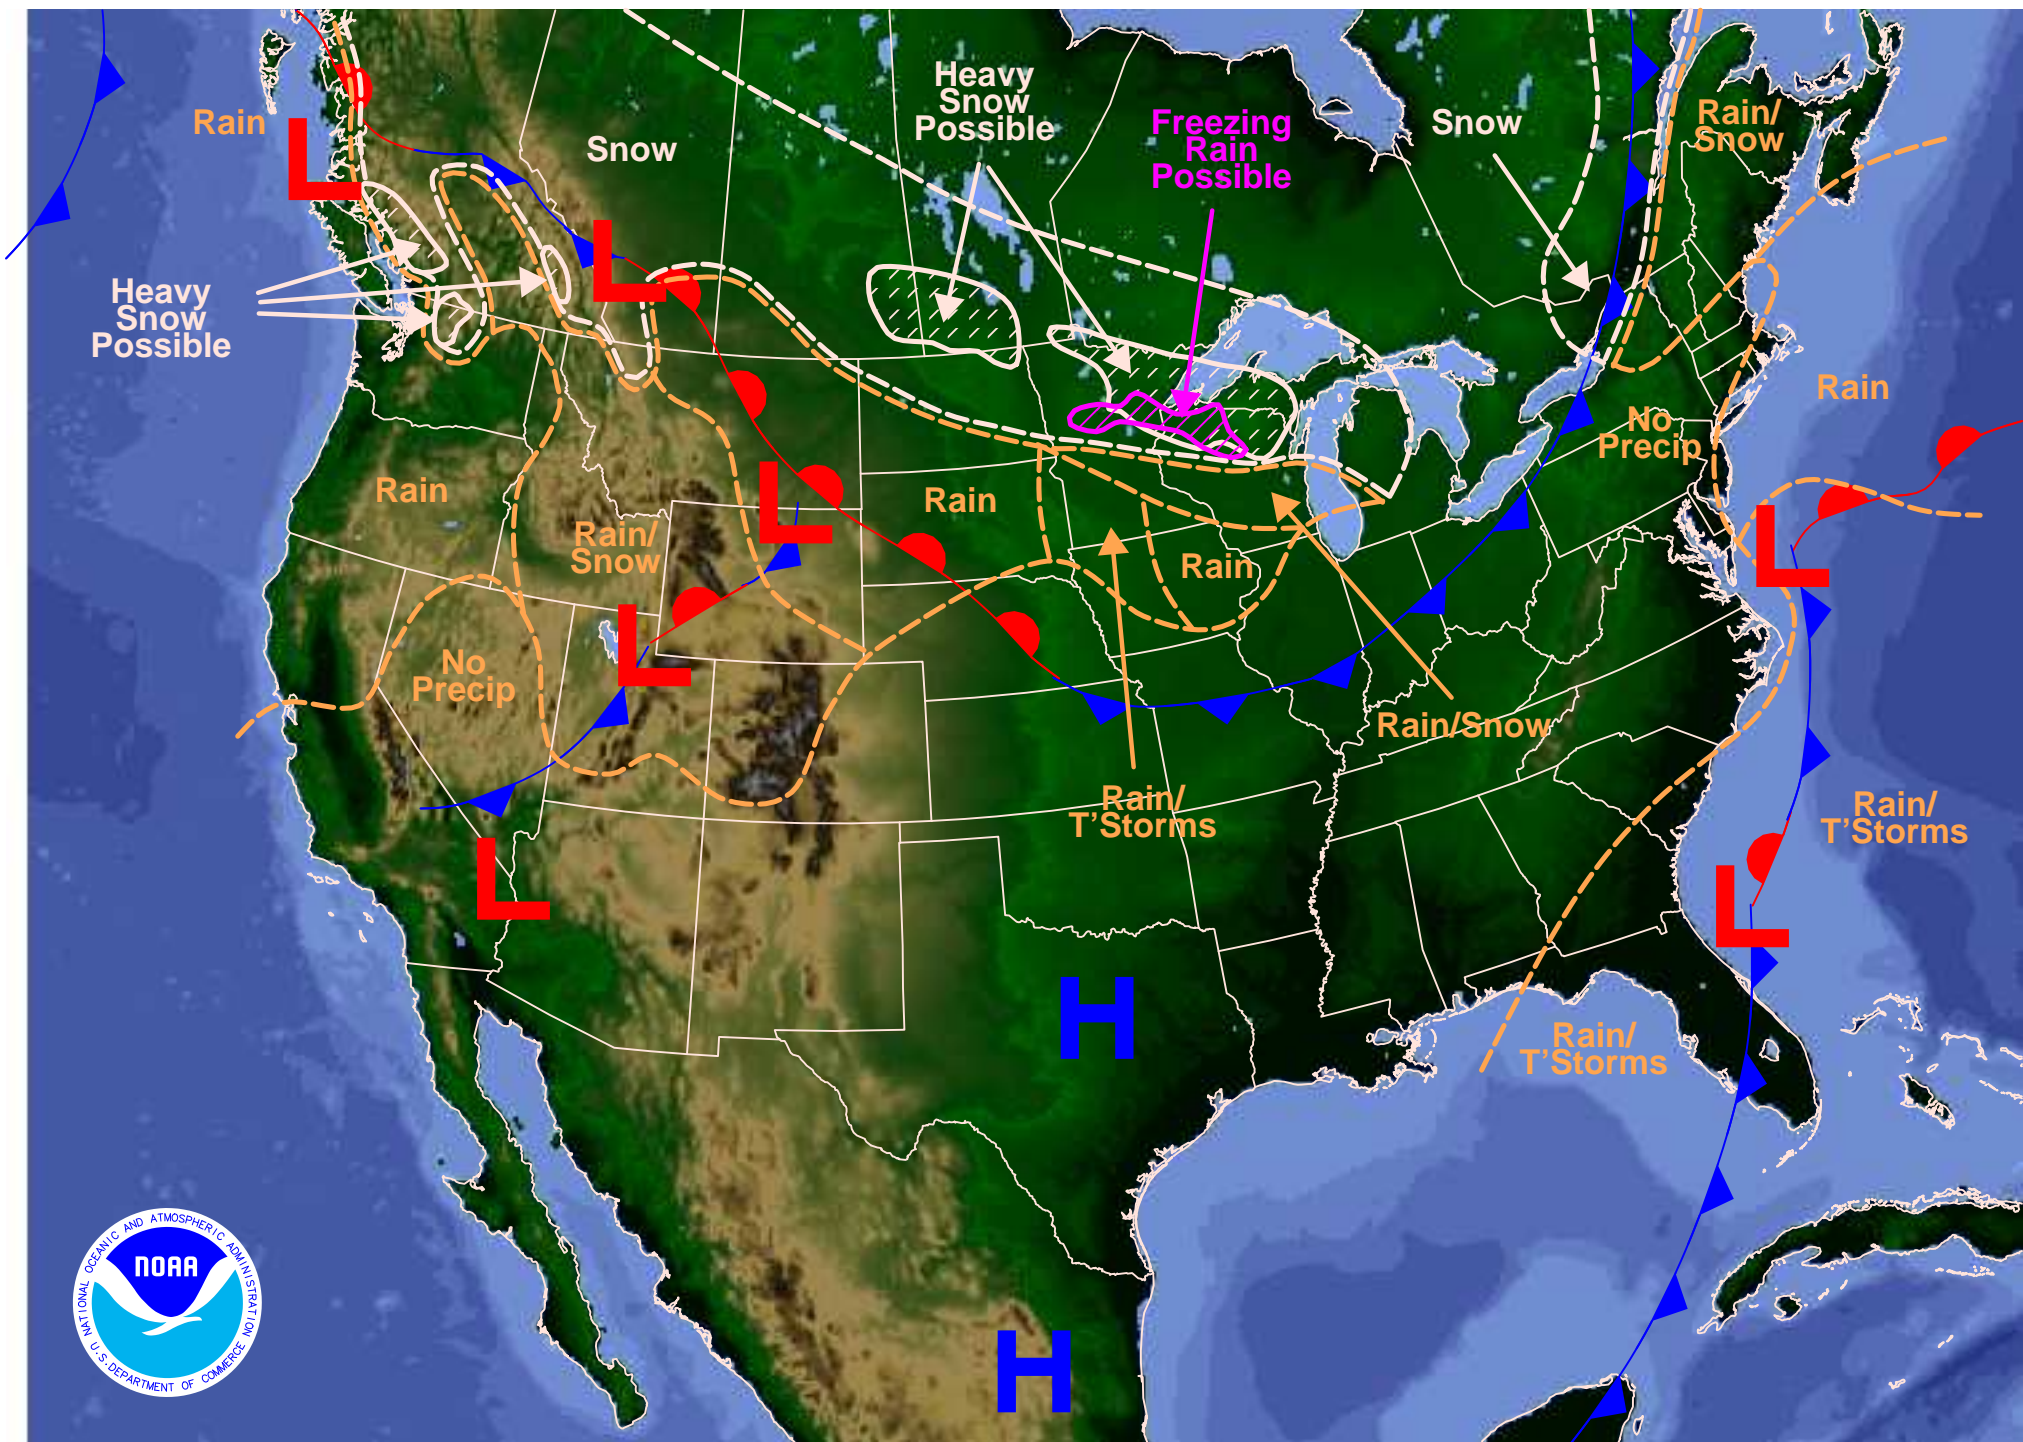 Heavy
Snow
Possible
Freezing
Rain
Possible
Snow
Rain/
Snow
Rain
Snow
Heavy
Snow
Possible
L
L
Rain
No
Precip
Rain
Rain/
Snow
L
Rain
Rain
L
L
No
Precip
Rain/Snow
Rain/
T'Storms
Rain/
T'Storms
L
L
H
Rain/
T'Storms
H
NATIONAL OCEANIC AND ATMOSPHERIC ADMINISTRATION
NOAA
U.S. DEPARTMENT OF COMMERCE